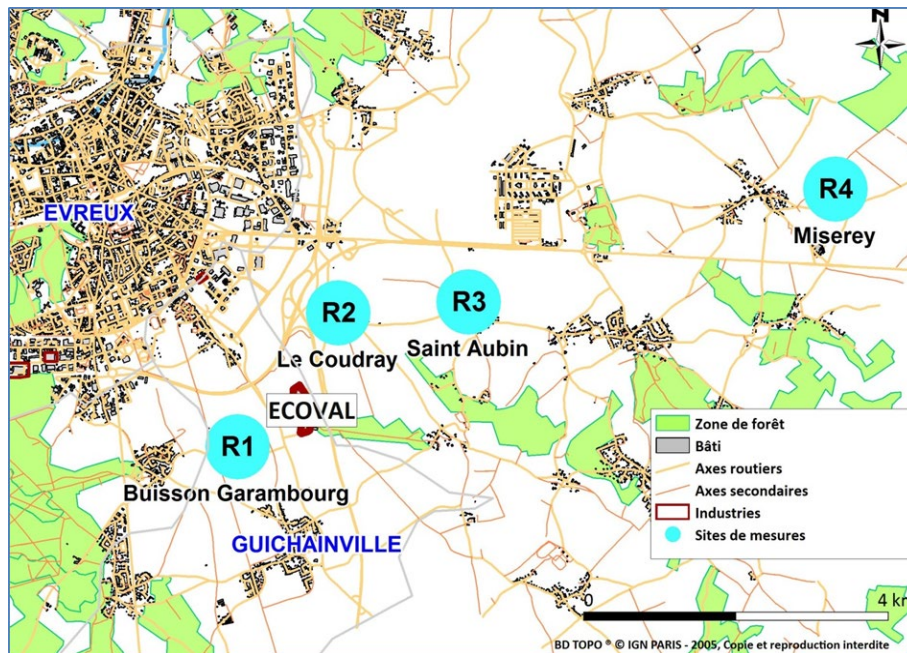 N
R4
EVREUX
Miserey
R2
R3
Le Coudray
Saint Aubin
ECOVAL
R1
Buisson Garambourg
GUICHAINVILLE
Zone de forêt
Bâti
Axes routiers
Axes secondaires
Industries
Sites de mesures
0
4 km
BD TOPO ® © IGN PARIS - 2005, Copie et reproduction interdite